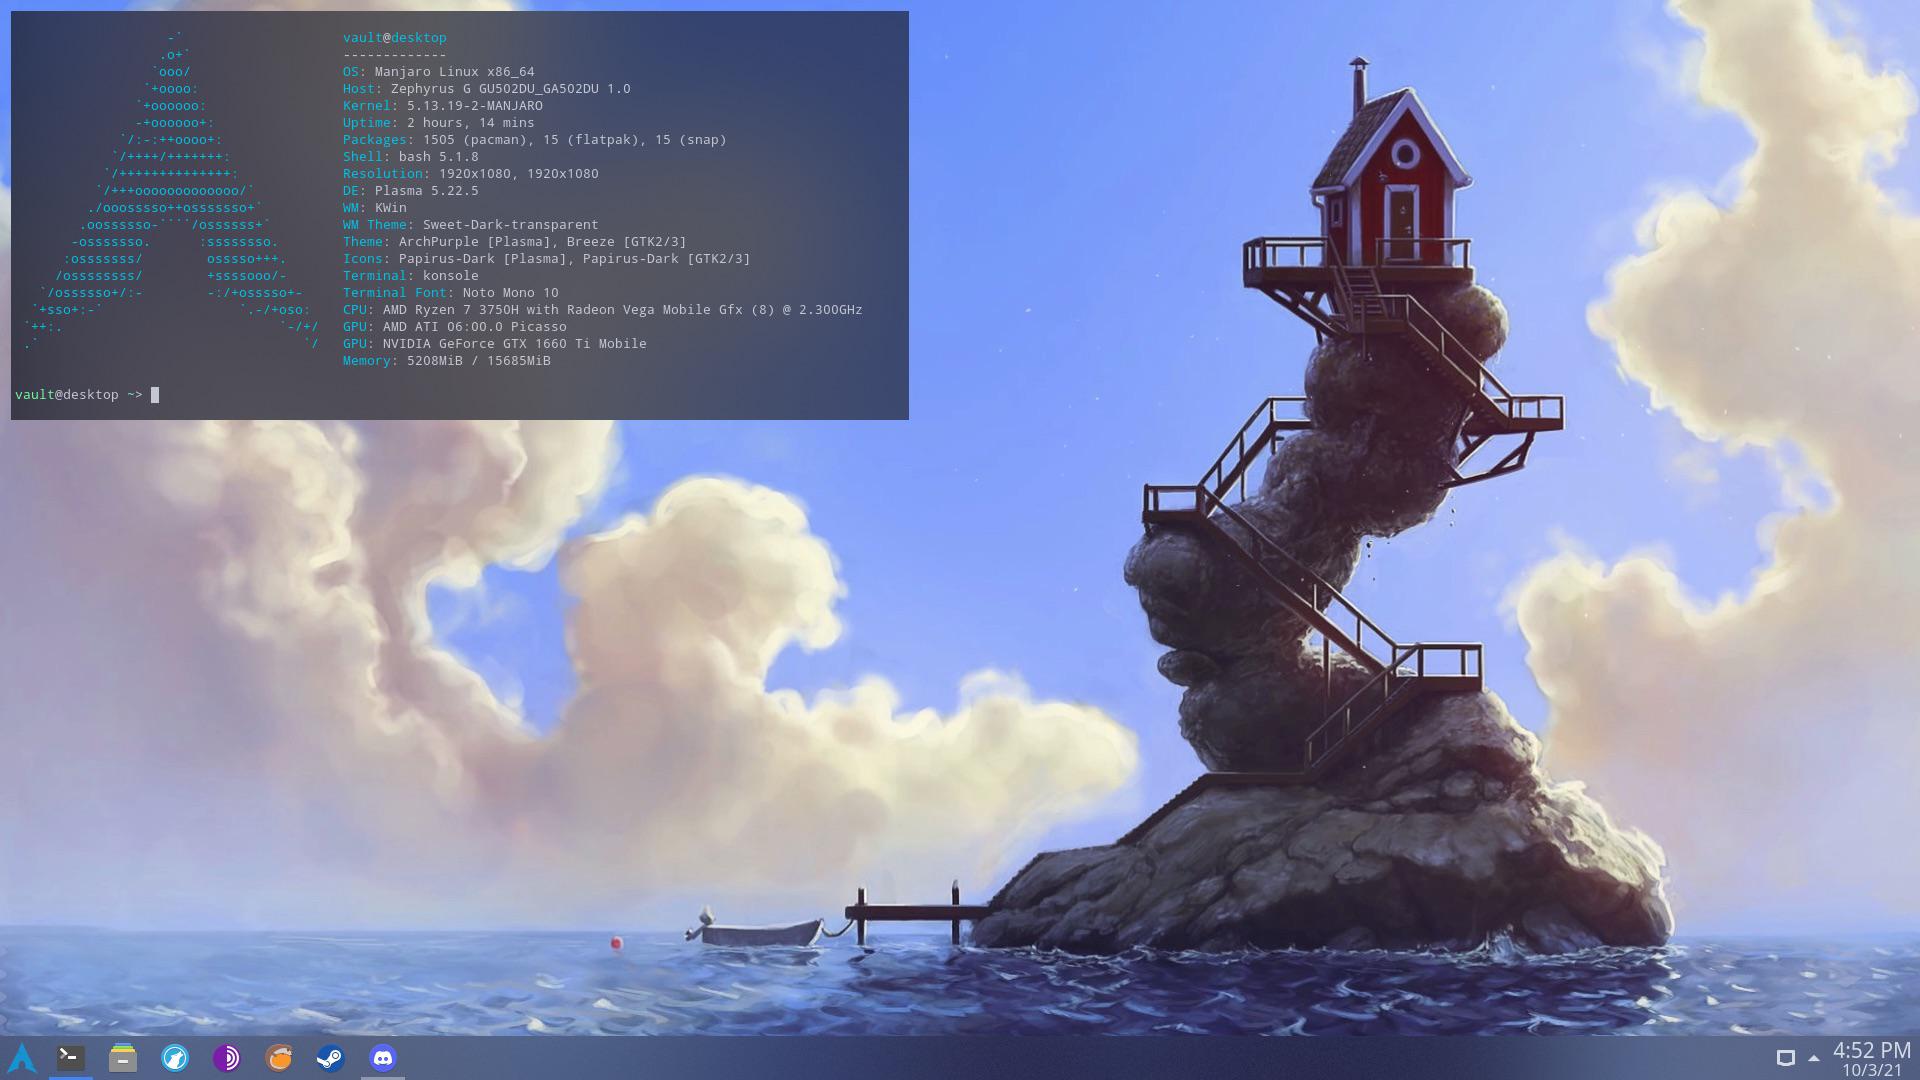 vault@desktop
-------------
OS: Manjaro Linux x86_64
Host: Zephyrus G GU502DU_GA502DU 1.0
Kernel: 5.13.19-2-MANJARO
Uptime: 2 hours, 14 mins
Packages: 1505 (pacman), 15 (flatpak), 15 (snap)
Shell: bash 5.1.8
Resolution: 1920x1080, 1920x1080
DE: Plasma 5.22.5
WM: KWin
WM Theme: Sweet-Dark-transparent
Theme: ArchPurple [Plasma], Breeze [GTK2/3]
Icons: Papirus-Dark [Plasma], Papirus-Dark [GTK2/3]
Terminal: konsole
Terminal Font: Noto Mono 10
CPU: AMD Ryzen 7 3750H with Radeon Vega Mobile Gfx (8) @ 2.300GHz
GPU: AMD ATI 06:00.0 Picasso
GPU: NVIDIA GeForce GTX 1660 Ti Mobile
Memory: 5208MiB / 15685MiB
vault@desktop ~>
4:52 PM
10/3/21